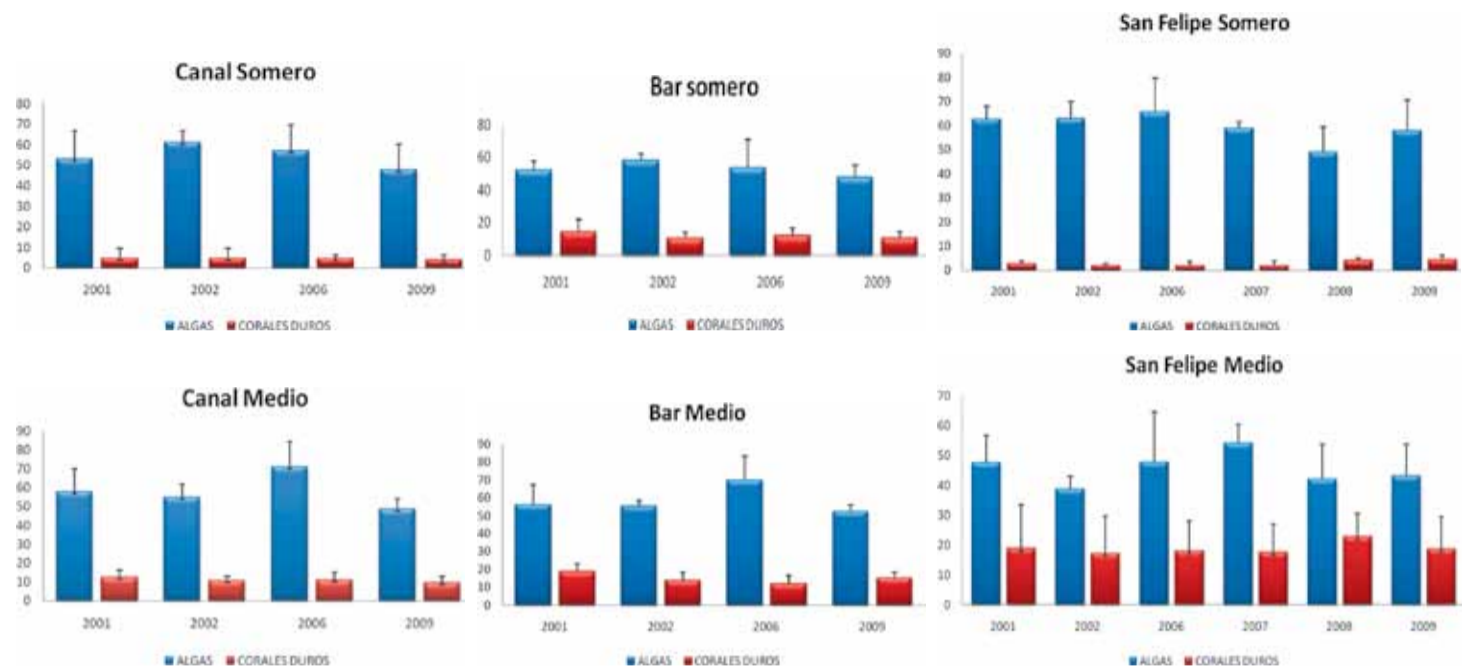 Canal Somero
80
70
60
50
40
30
20
10
0
2001 2002 2006 2009
ALGAS CORALES DUROS
Bar somero
80
60
40
20
0
2001 2002 2006 2009
ALGAS CORALES DUROS
San Felipe Somero
90
80
70
60
50
40
30
20
10
0
2001 2002 2006 2007 2008 2009
ALGAS CORALES DUROS
Canal Medio
90
80
70
60
50
40
30
20
10
0
2001 2002 2006 2009
ALGAS CORALES DUROS
Bar Medio
90
80
70
60
50
40
30
20
10
0
2001 2002 2006 2009
ALGAS CORALES DUROS
San Felipe Medio
70
60
50
40
30
20
10
0
2001 2002 2006 2007 2008 2009
ALGAS CORALES DUROS